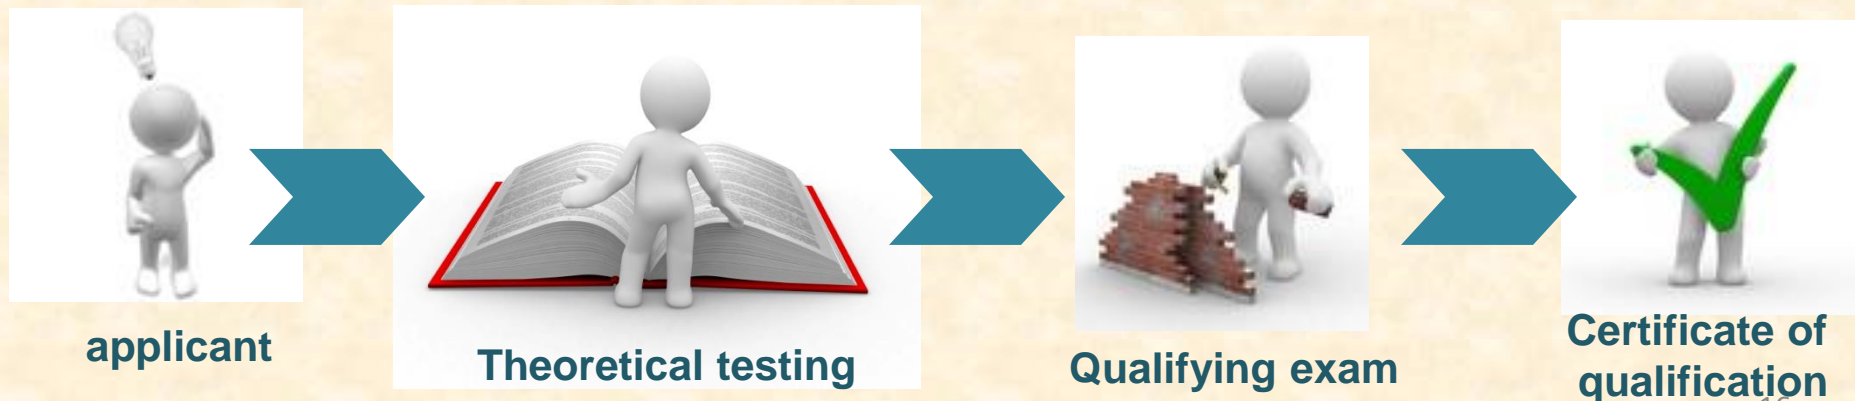 applicant
Theoretical testing
Qualifying exam
Certificate of
qualification